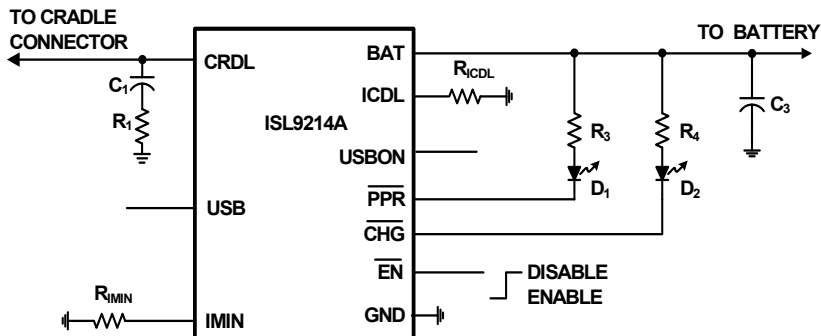 TO CRADLE
CONNECTOR
C1
R1
CRDL
USB
IMIN
RIMIN
ISL9214A
BAT
ICDL
USBON
PPR
CHG
EN
GND
RICDL
R3
D1
R4
D2
TO BATTERY
C3
DISABLE
ENABLE